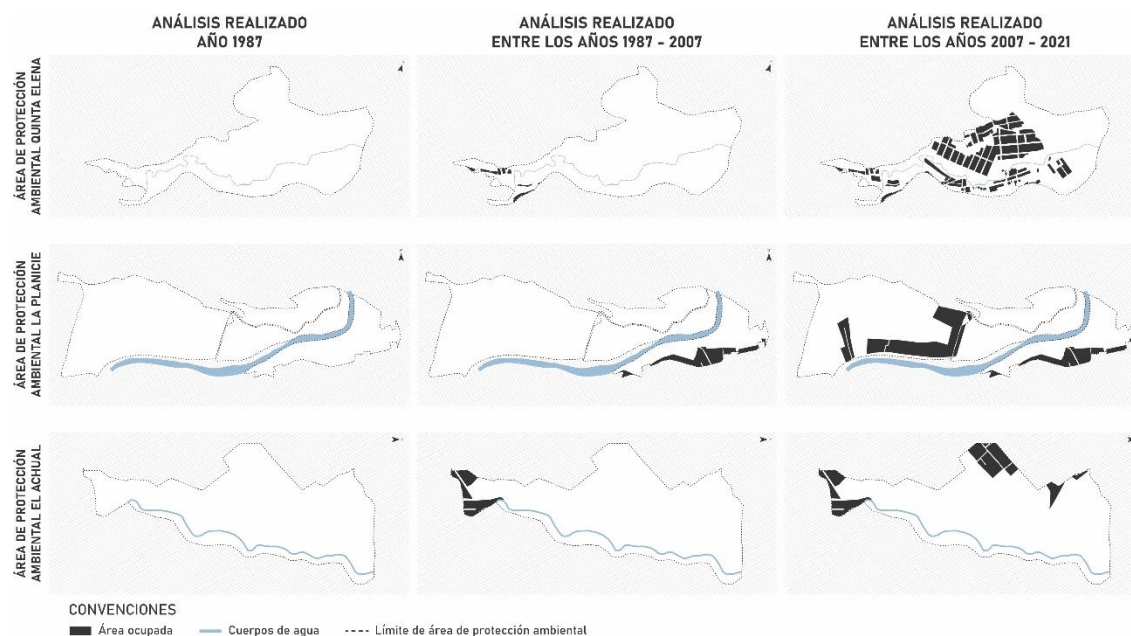 ANÁLISIS REALIZADO
AÑO 1987
ANÁLISIS REALIZADO
ENTRE LOS AÑOS 1987 - 2007
ANÁLISIS REALIZADO
ENTRE LOS AÑOS 2007 - 2021
ÁREA DE PROTECCIÓN
AMBIENTAL QUINTA ELENA
ÁREA DE PROTECCIÓN
AMBIENTAL LA PLANICIE
ÁREA DE PROTECCIÓN
AMBIENTAL EL ACHUAL
CONVENCIONES
Área ocupada
Cuerpos de agua
Límite de área de protección ambiental